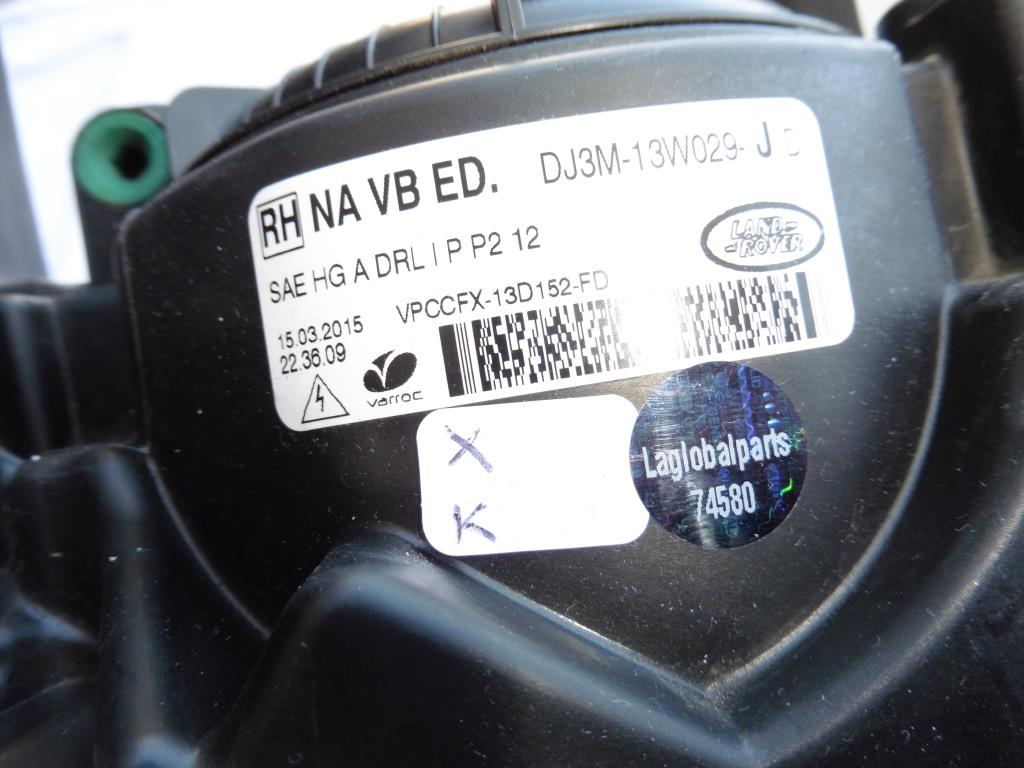 RH NA VB ED. DJ3M-13W029- J D
LAND-
-ROVER
SAE HG A DRL I P P2 12
VPCCFX-13D152-FD
15.03.2015
22.36.09
varroc
X
K
Laglobalparts
74580